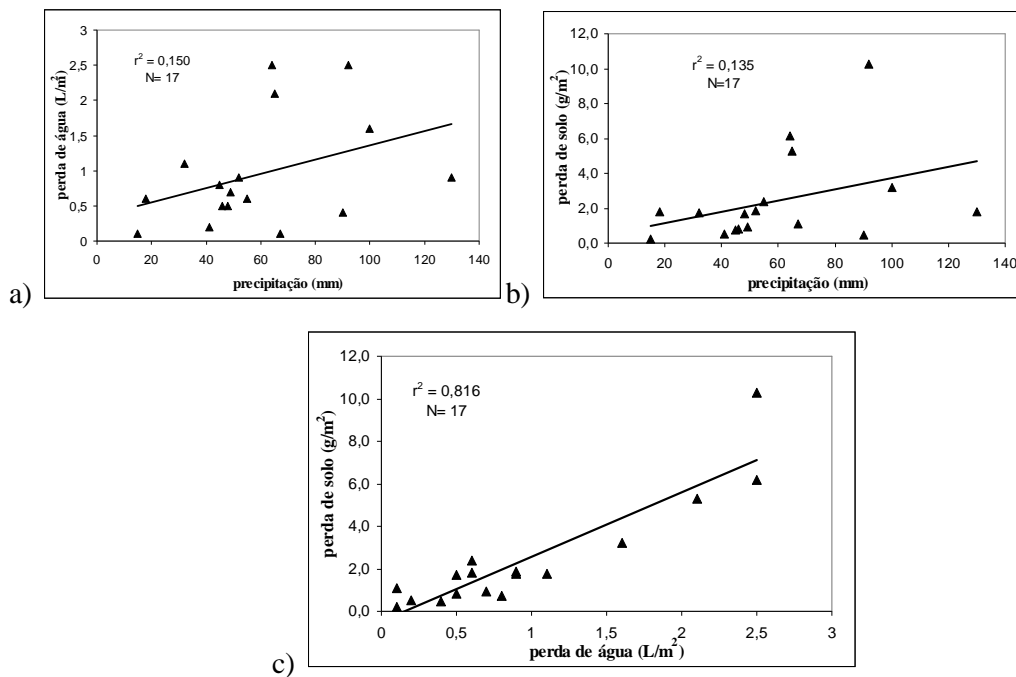 3
2,5
2
1,5
1
0,5
0
perda de água (L/m²)
r² = 0,150
N= 17
0 20 40 60 80 100 120 140
precipitação (mm)
a)
12,0
10,0
8,0
6,0
4,0
2,0
0,0
perda de solo (g/m²)
r² = 0,135
N=17
0 20 40 60 80 100 120 140
precipitação (mm)
b)
12,0
10,0
8,0
6,0
4,0
2,0
0,0
perda de solo (g/m²)
r² = 0,816
N= 17
0 0,5 1 1,5 2 2,5 3
perda de água (L/m²)
c)